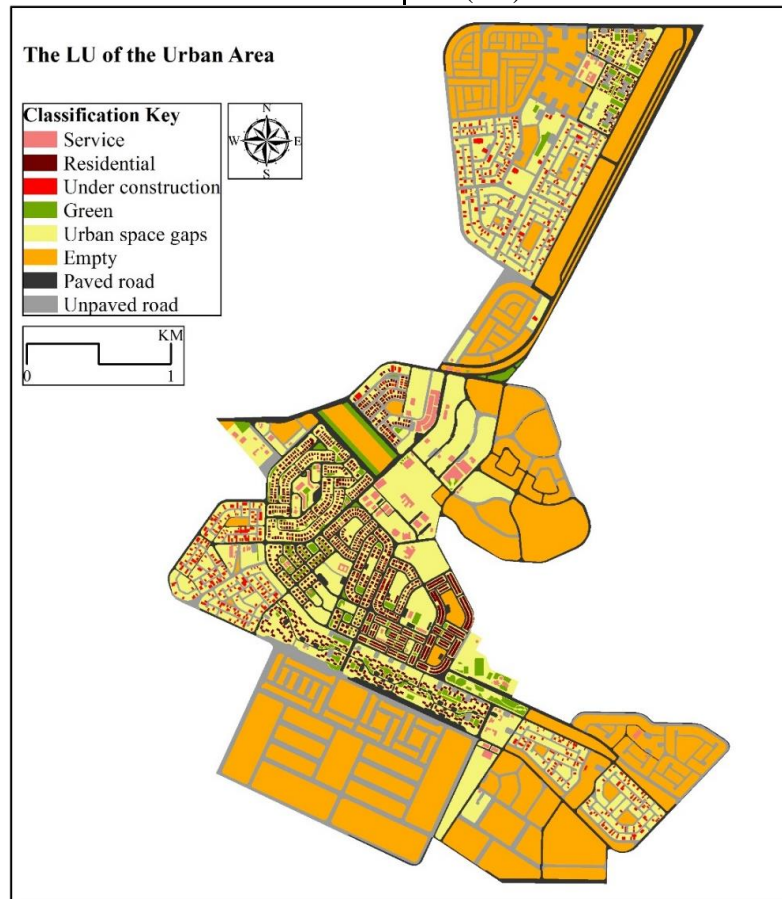 The LU of the Urban Area
Classification Key
Service
Residential
Under construction
Green
Urban space gaps
Empty
Paved road
Unpaved road
N
W E
S
KM
0 1